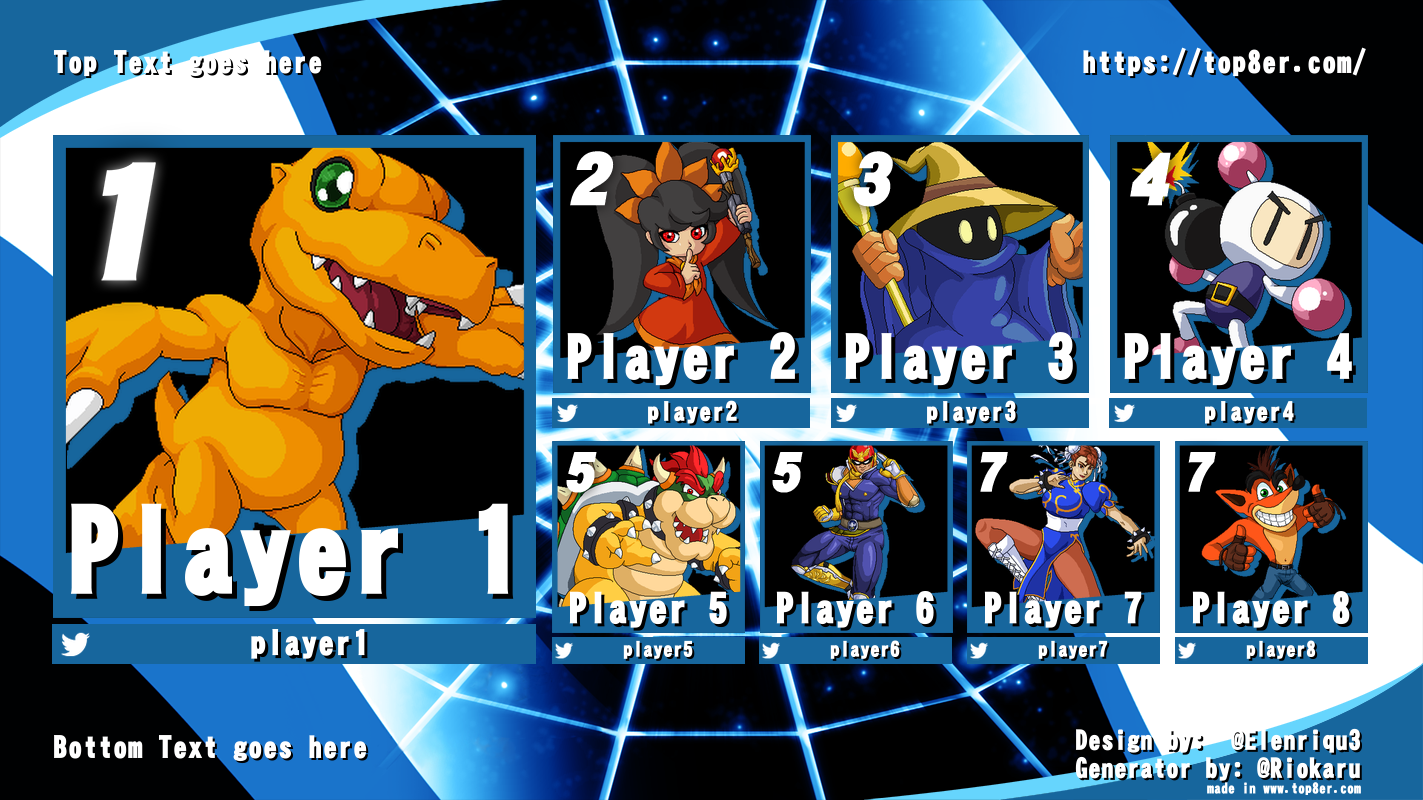 Top Text goes here
https://top8er.com/
1
Player 1
player1
2
Player 2
player2
3
Player 3
player3
4
Player 4
player4
5
Player 5
player5
5
Player 6
player6
7
Player 7
player7
7
Player 8
player8
Bottom Text goes here
Design by: @Elenriqu3
Generator by: @Riokaru
made in www.top8er.com